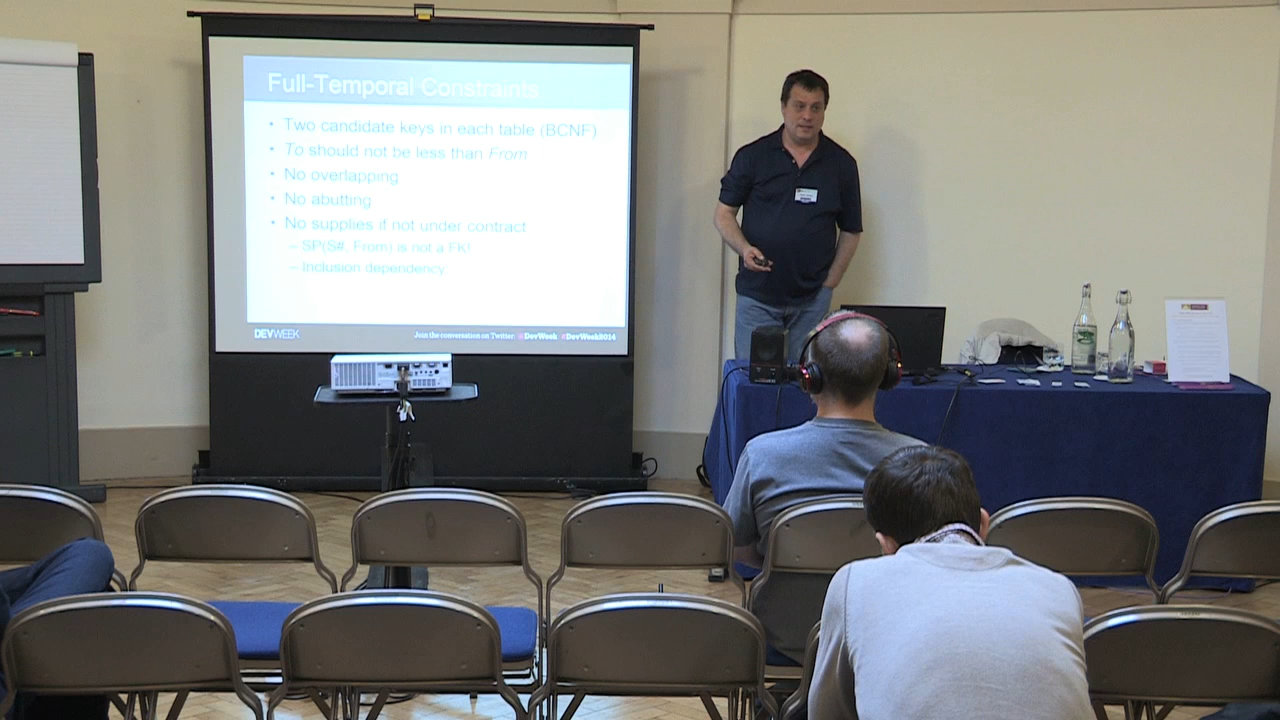 Full-Temporal Constraints
• Two candidate keys in each table (BCNF)
• To should not be less than From
• No overlapping
• No abutting
• No supplies if not under contract
– SP(S#, From) is not a FK!
– Inclusion dependency
DEVWEEK
Join the conversation on Twitter: @DevWeek #DevWeek2014